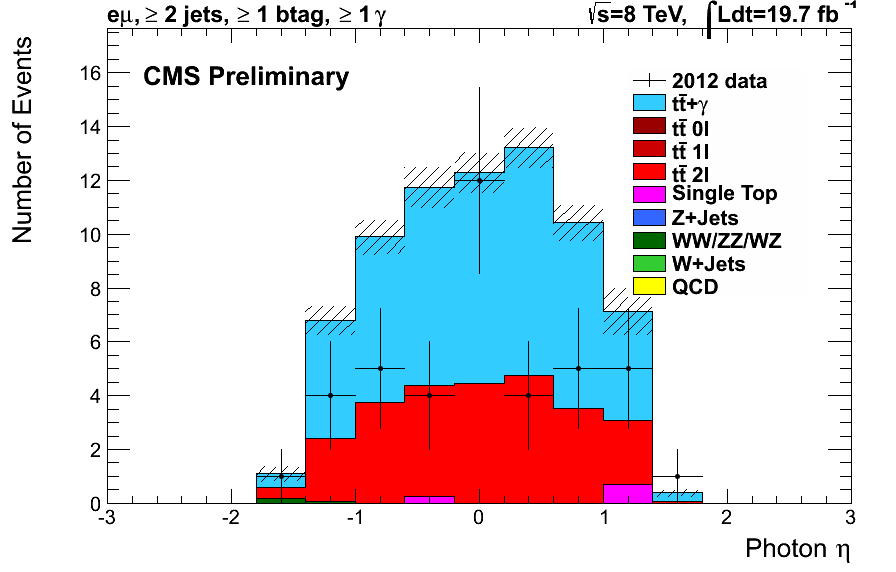 eμ, ≥ 2 jets, ≥ 1 btag, ≥ 1 γ
√s=8 TeV, ∫Ldt=19.7 fb⁻¹
CMS Preliminary
Number of Events
16
14
12
10
8
6
4
2
0
2012 data
tt̄+γ
tt̄ 0l
tt̄ 1l
tt̄ 2l
Single Top
Z+Jets
WW/ZZ/WZ
W+Jets
QCD
-3 -2 -1 0 1 2 3
Photon η